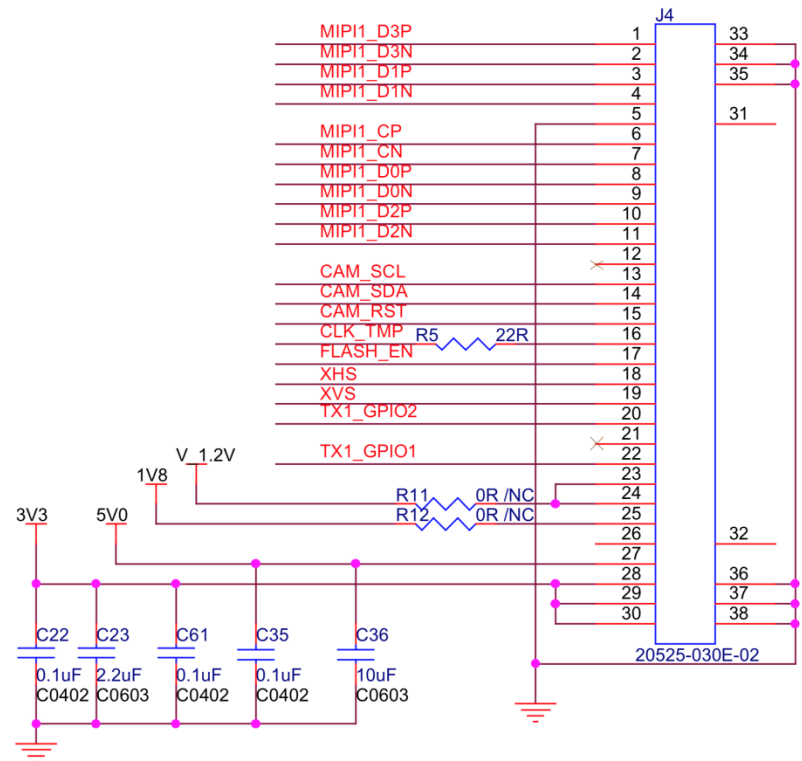 J4
MIPI1_D3P 1 33
MIPI1_D3N 2 34
MIPI1_D1P 3 35
MIPI1_D1N 4
5 31
MIPI1_CP 6
MIPI1_CN 7
MIPI1_D0P 8
MIPI1_D0N 9
MIPI1_D2P 10
MIPI1_D2N 11
12
CAM_SCL 13
CAM_SDA 14
CAM_RST 15
CLK_TMP R5 22R 16
FLASH_EN 17
XHS 18
XVS 19
TX1_GPIO2 20
21
TX1_GPIO1 22
V_1.2V
1V8 23
R11 0R /NC 24
3V3 5V0 R12 0R /NC 25
26 32
27
28 36
29 37
30 38
C22 C23 C61 C35 C36
20525-030E-02
0.1uF 2.2uF 0.1uF 0.1uF 10uF
C0402 C0603 C0402 C0402 C0603